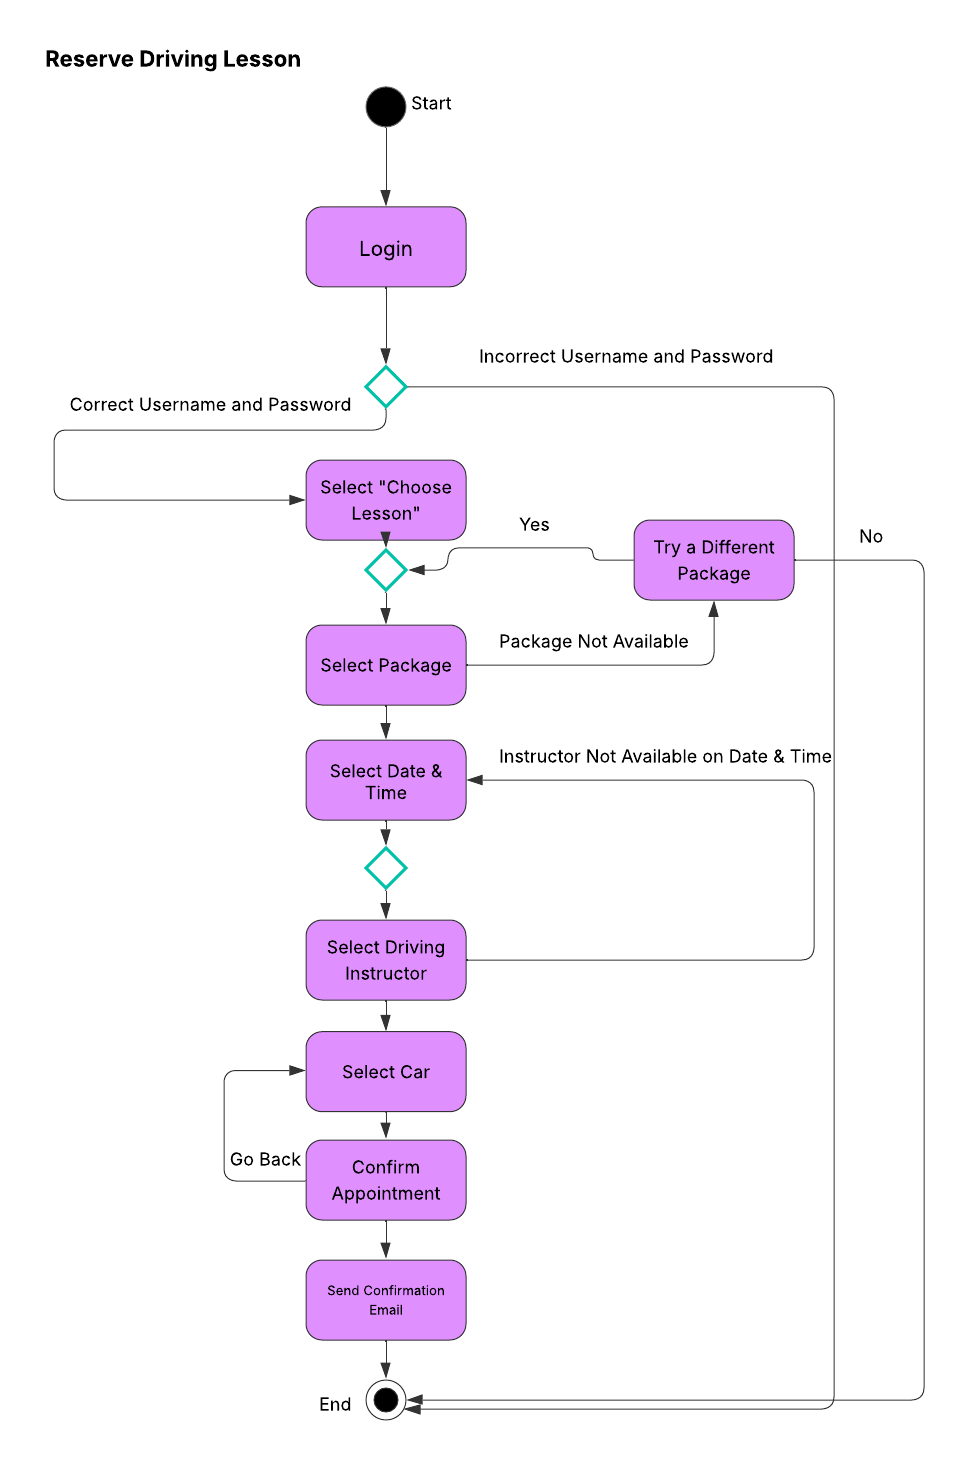 Reserve Driving Lesson
Start
Login
Incorrect Username and Password
Correct Username and Password
Select "Choose
Lesson"
Yes
Try a Different
Package
No
Package Not Available
Select Package
Instructor Not Available on Date & Time
Select Date &
Time
Select Driving
Instructor
Select Car
Go Back
Confirm
Appointment
Send Confirmation
Email
End